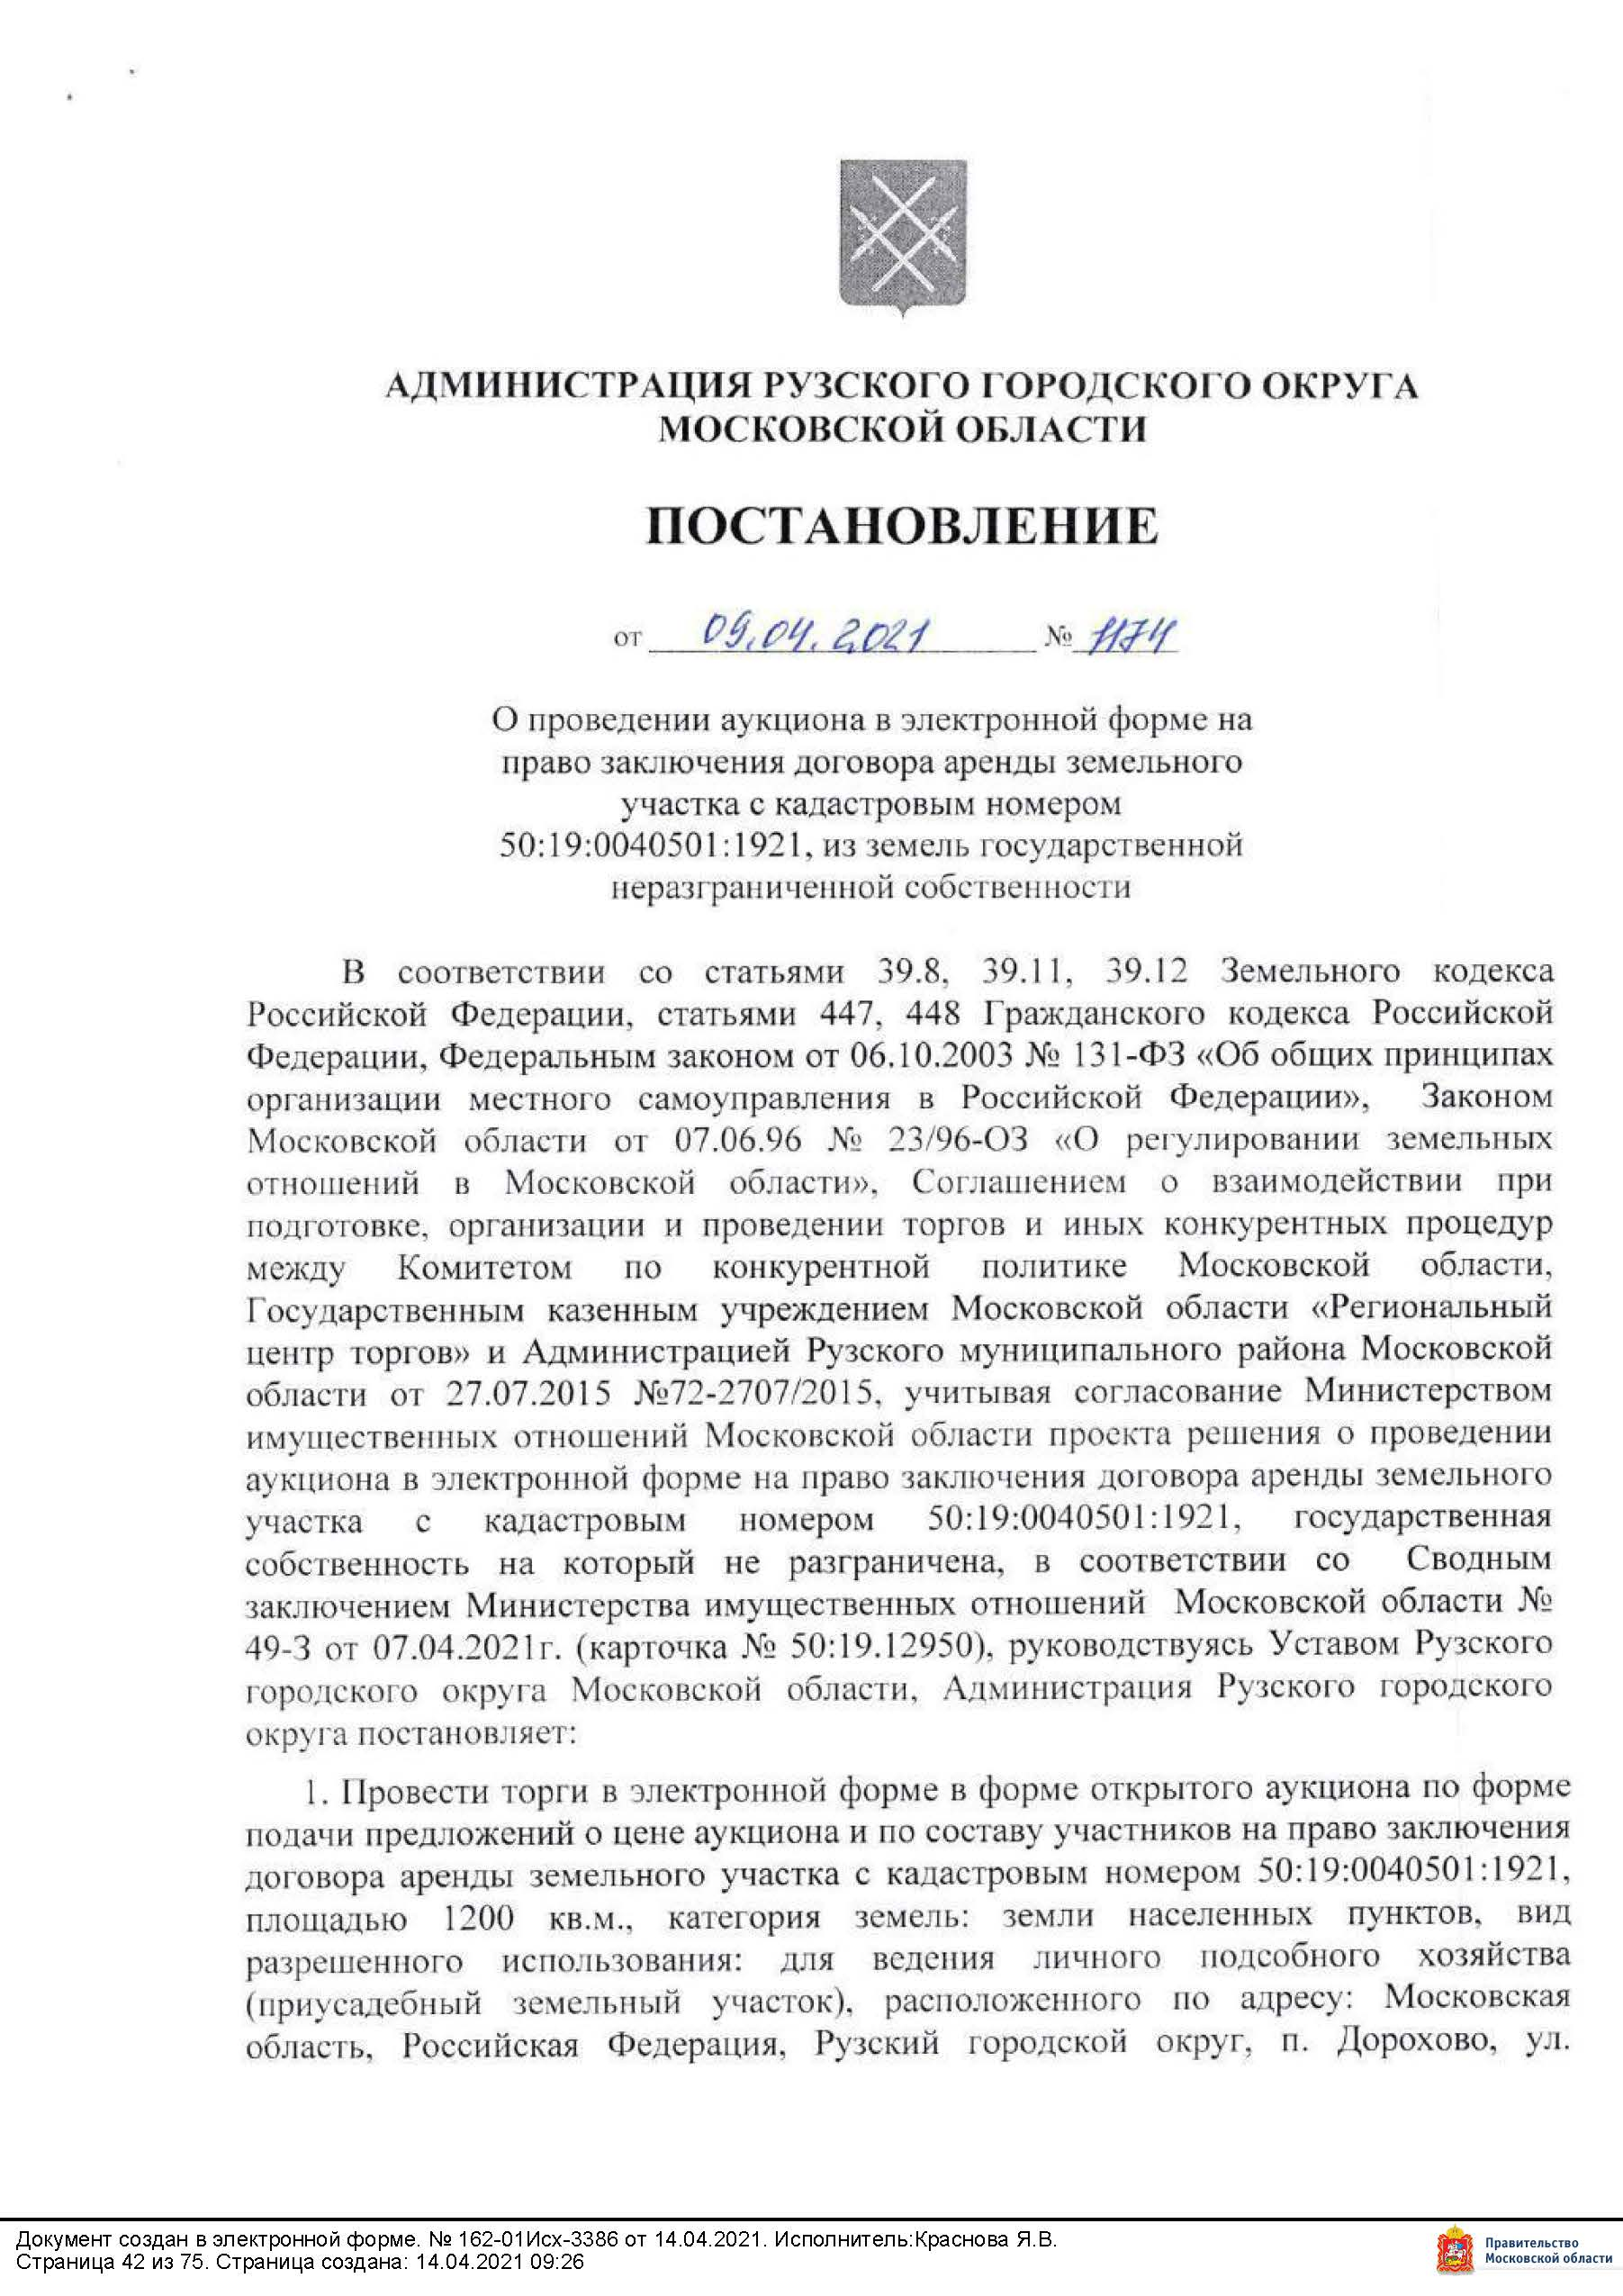 АДМИНИСТРАЦИЯ РУЗСКОГО ГОРОДСКОГО ОКРУГА
МОСКОВСКОЙ ОБЛАСТИ
ПОСТАНОВЛЕНИЕ
от 09.04.2021 № 1174
О проведении аукциона в электронной форме на
право заключения договора аренды земельного
участка с кадастровым номером
50:19:0040501:1921, из земель государственной
неразграниченной собственности
В соответствии со статьями 39.8, 39.11, 39.12 Земельного кодекса
Российской Федерации, статьями 447, 448 Гражданского кодекса Российской
Федерации, Федеральным законом от 06.10.2003 № 131-ФЗ «Об общих принципах
организации местного самоуправления в Российской Федерации», Законом
Московской области от 07.06.96 № 23/96-ОЗ «О регулировании земельных
отношений в Московской области», Соглашением о взаимодействии при
подготовке, организации и проведении торгов и иных конкурентных процедур
между Комитетом по конкурентной политике Московской области,
Государственным казенным учреждением Московской области «Региональный
центр торгов» и Администрацией Рузского муниципального района Московской
области от 27.07.2015 №72-2707/2015, учитывая согласование Министерством
имущественных отношений Московской области проекта решения о проведении
аукциона в электронной форме на право заключения договора аренды земельного
участка с кадастровым номером 50:19:0040501:1921, государственная
собственность на который не разграничена, в соответствии со Сводным
заключением Министерства имущественных отношений Московской области №
49-З от 07.04.2021г. (карточка № 50:19.12950), руководствуясь Уставом Рузского
городского округа Московской области, Администрация Рузского городского
округа постановляет:
1. Провести торги в электронной форме в форме открытого аукциона по форме
подачи предложений о цене аукциона и по составу участников на право заключения
договора аренды земельного участка с кадастровым номером 50:19:0040501:1921,
площадью 1200 кв.м., категория земель: земли населенных пунктов, вид
разрешенного использования: для ведения личного подсобного хозяйства
(приусадебный земельный участок), расположенного по адресу: Московская
область, Российская Федерация, Рузский городской округ, п. Дорохово, ул.
Документ создан в электронной форме. № 162-01Исх-3386 от 14.04.2021. Исполнитель:Краснова Я.В.
Страница 42 из 75. Страница создана: 14.04.2021 09:26
Правительство
Московской области